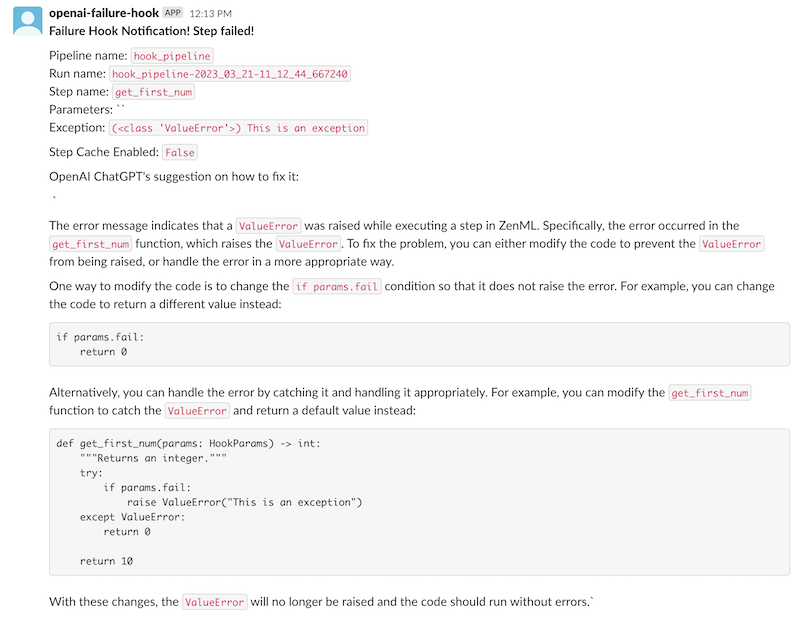 openai-failure-hook APP 12:13 PM
Failure Hook Notification! Step failed!
Pipeline name: hook_pipeline
Run name: hook_pipeline-2023_03_21-11_12_44_667240
Step name: get_first_num
Parameters: ``
Exception: (<class 'ValueError'>) This is an exception
Step Cache Enabled: False
OpenAI ChatGPT's suggestion on how to fix it:
`
The error message indicates that a ValueError was raised while executing a step in ZenML. Specifically, the error occurred in the
get_first_num function, which raises the ValueError. To fix the problem, you can either modify the code to prevent the ValueError
from being raised, or handle the error in a more appropriate way.
One way to modify the code is to change the if params.fail condition so that it does not raise the error. For example, you can change
the code to return a different value instead:
if params.fail:
    return 0
Alternatively, you can handle the error by catching it and handling it appropriately. For example, you can modify the get_first_num
function to catch the ValueError and return a default value instead:
def get_first_num(params: HookParams) -> int:
    """Returns an integer."""
    try:
        if params.fail:
            raise ValueError("This is an exception")
    except ValueError:
        return 0
    return 10
With these changes, the ValueError will no longer be raised and the code should run without errors.`